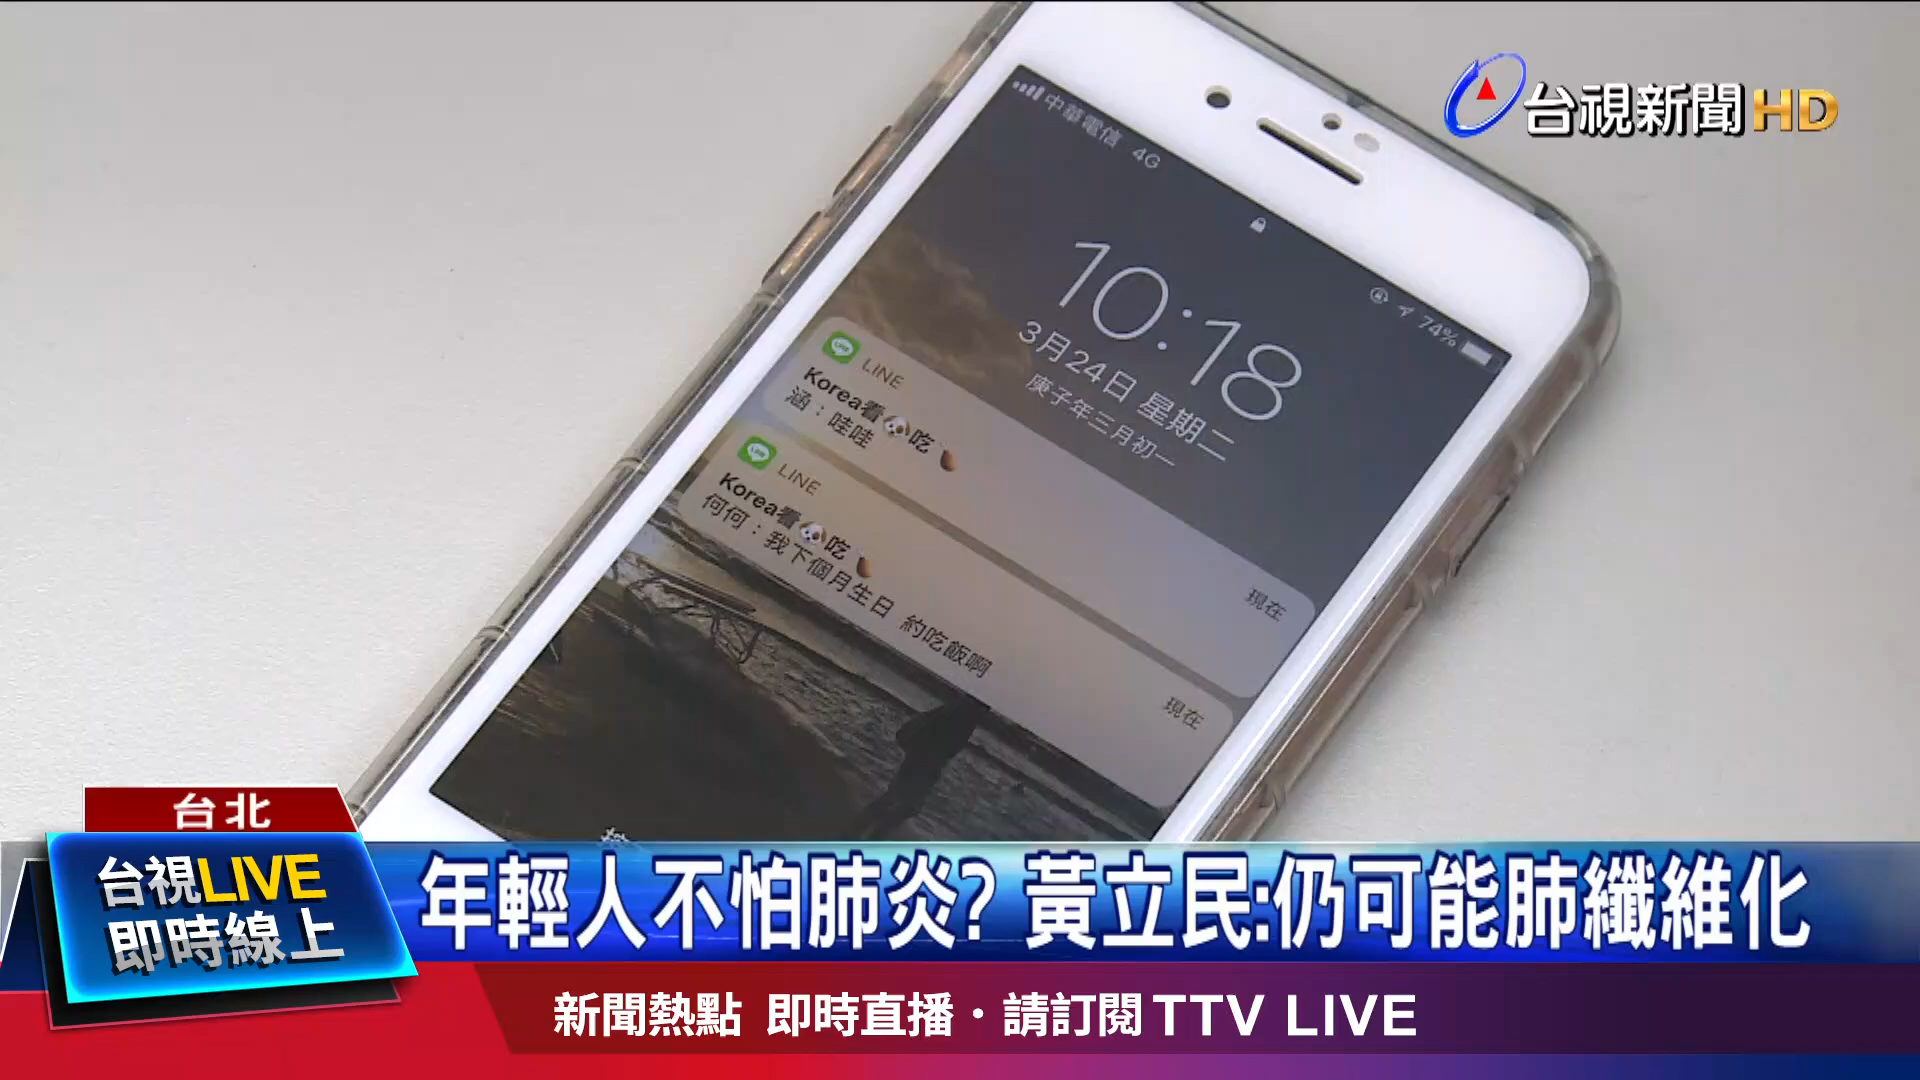 台視新聞HD
中華電信 4G
74%
10:18
3月24日 星期二
庚子年三月初一
LINE
現在
Korea看🐶吃🍆
涵：哇哇
LINE
現在
Korea看🐶吃🍆
何何：我下個月生日 約吃飯啊
台北
台視LIVE
即時線上
年輕人不怕肺炎? 黃立民:仍可能肺纖維化
新聞熱點 即時直播・請訂閱TTV LIVE